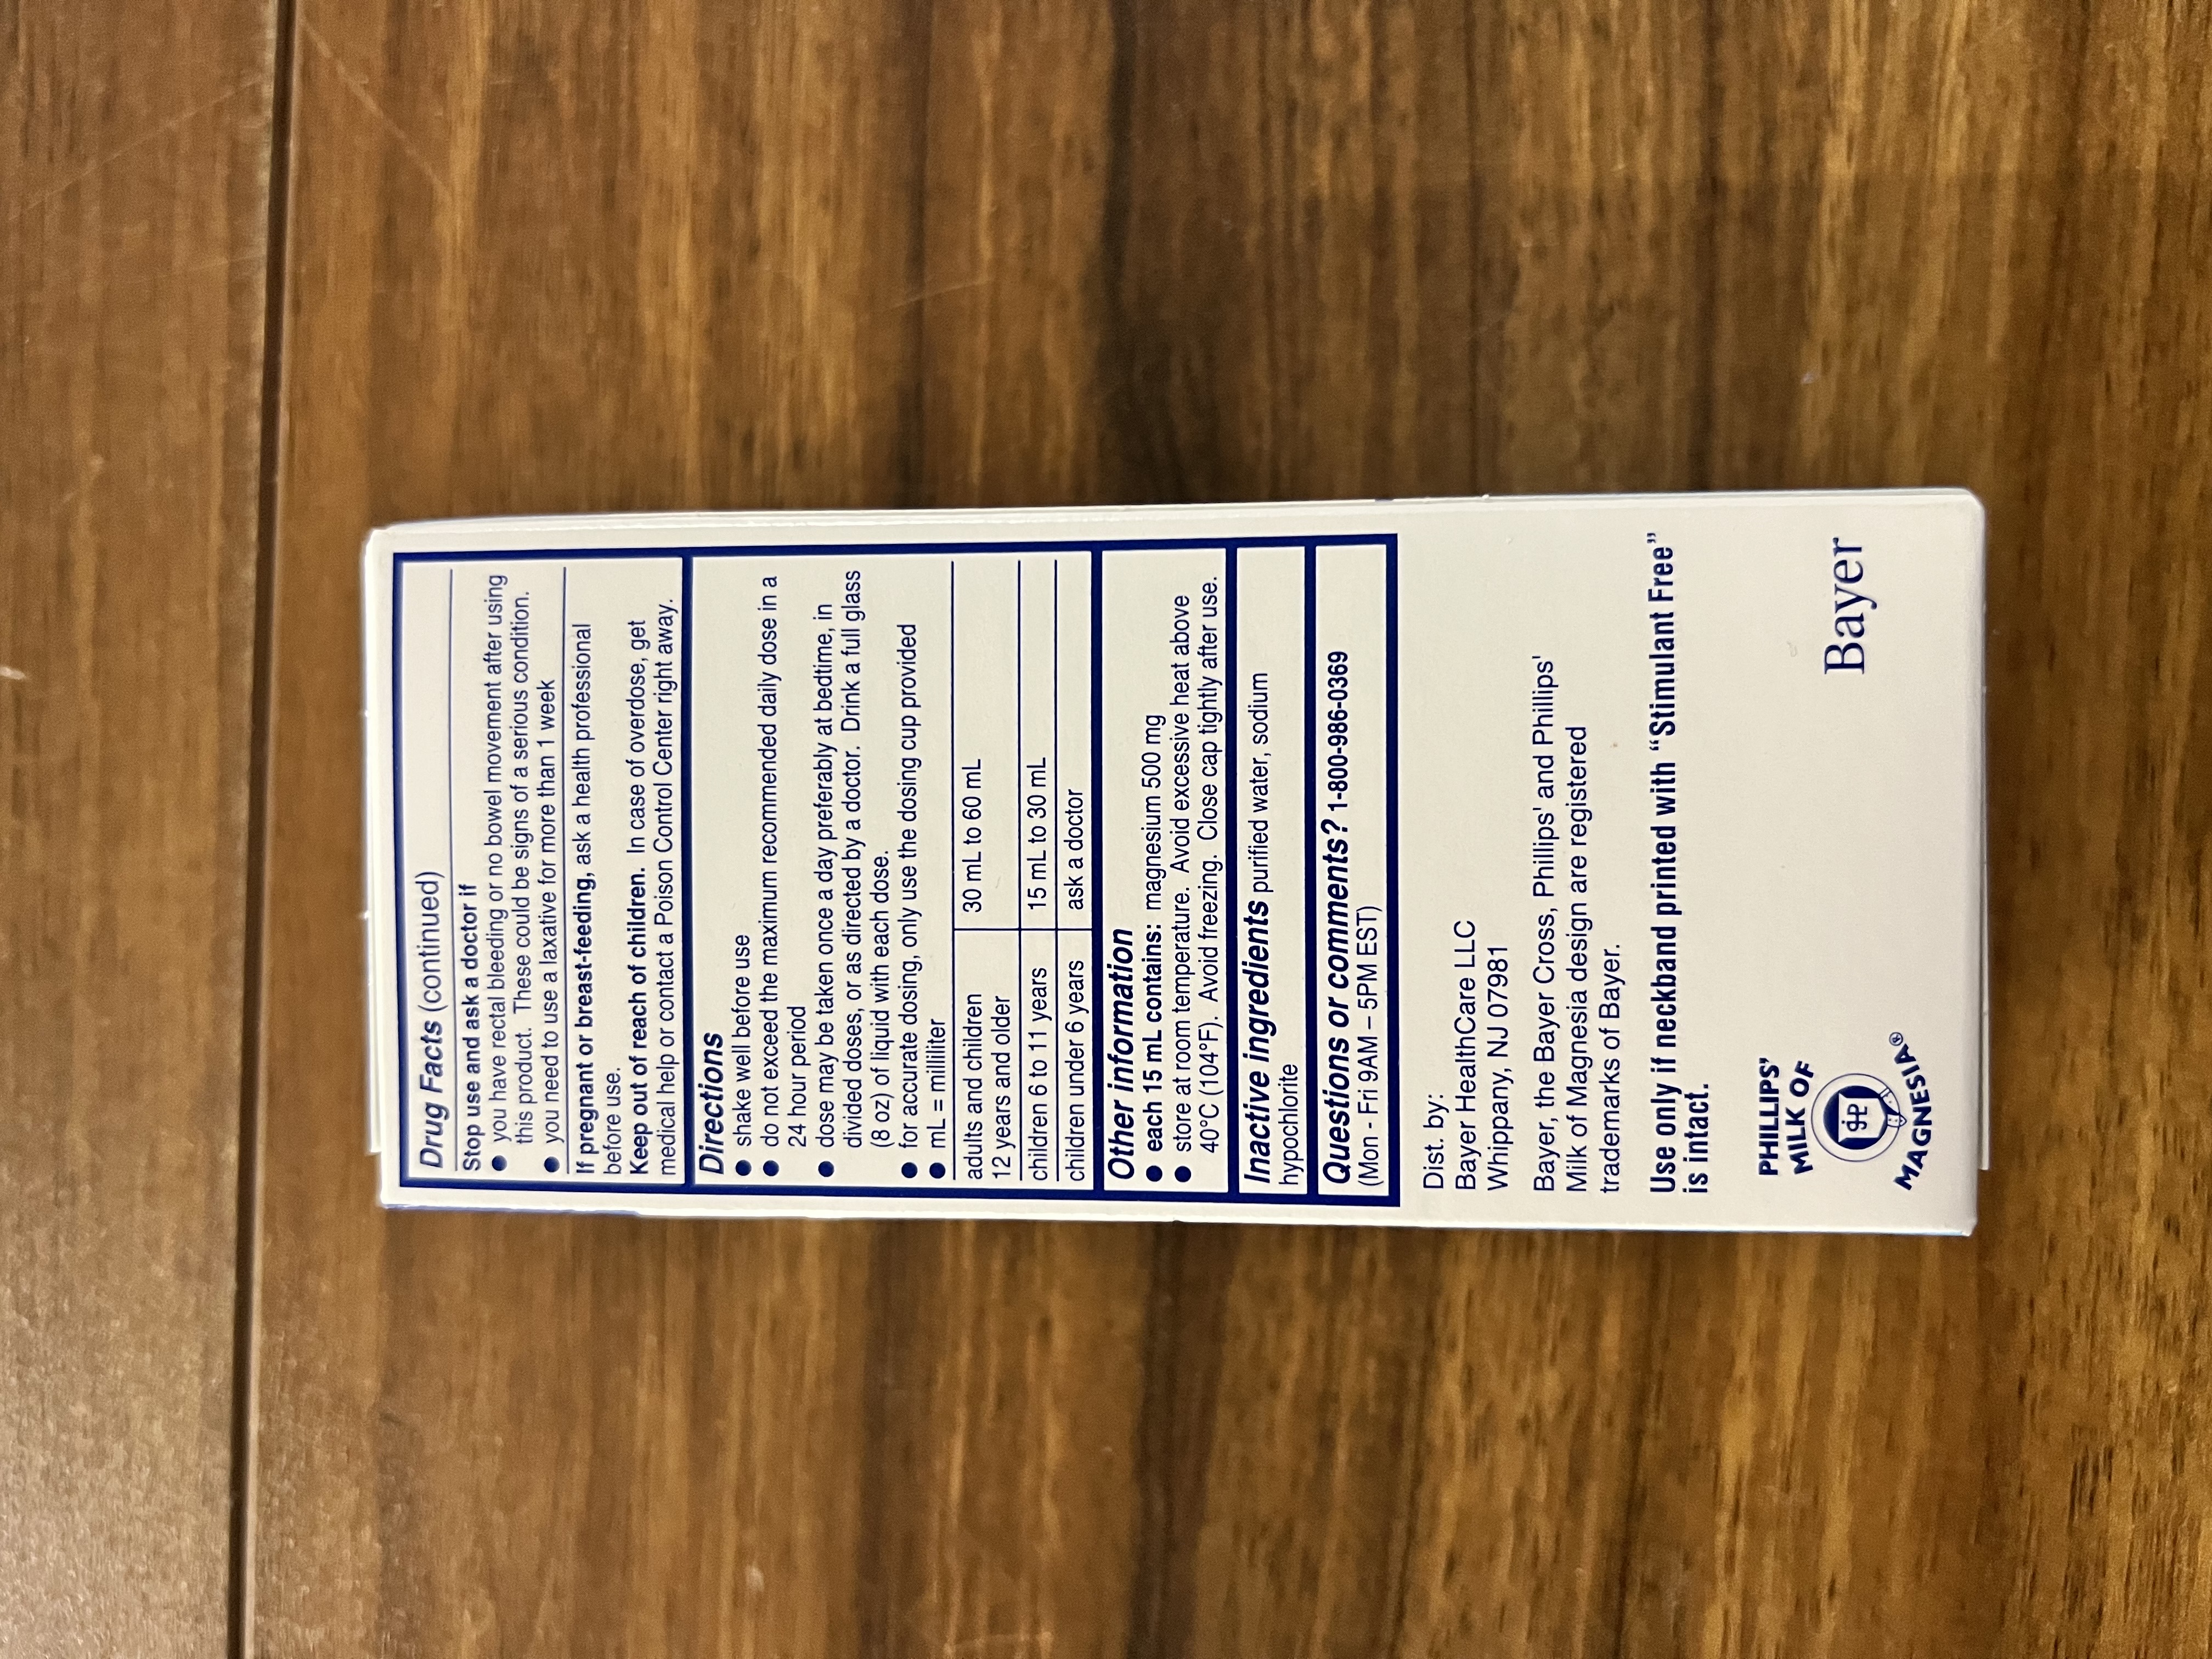 Drug Facts (continued)
Stop use and ask a doctor if
● you have rectal bleeding or no bowel movement after using
this product. These could be signs of a serious condition.
● you need to use a laxative for more than 1 week
If pregnant or breast-feeding, ask a health professional
before use.
Keep out of reach of children. In case of overdose, get
medical help or contact a Poison Control Center right away.
Directions
● shake well before use
● do not exceed the maximum recommended daily dose in a
24 hour period
● dose may be taken once a day preferably at bedtime, in
divided doses, or as directed by a doctor. Drink a full glass
(8 oz) of liquid with each dose.
● for accurate dosing, only use the dosing cup provided
● mL = milliliter
adults and children 30 mL to 60 mL
12 years and older
children 6 to 11 years 15 mL to 30 mL
children under 6 years ask a doctor
Other information
● each 15 mL contains: magnesium 500 mg
● store at room temperature. Avoid excessive heat above
40°C (104°F). Avoid freezing. Close cap tightly after use.
Inactive ingredients purified water, sodium
hypochlorite
Questions or comments? 1-800-986-0369
(Mon - Fri 9AM – 5PM EST)
Dist. by:
Bayer HealthCare LLC
Whippany, NJ 07981
Bayer, the Bayer Cross, Phillips' and Phillips'
Milk of Magnesia design are registered
trademarks of Bayer.
Use only if neckband printed with “Stimulant Free”
is intact.
PHILLIPS'
MILK OF
MAGNESIA®
Bayer